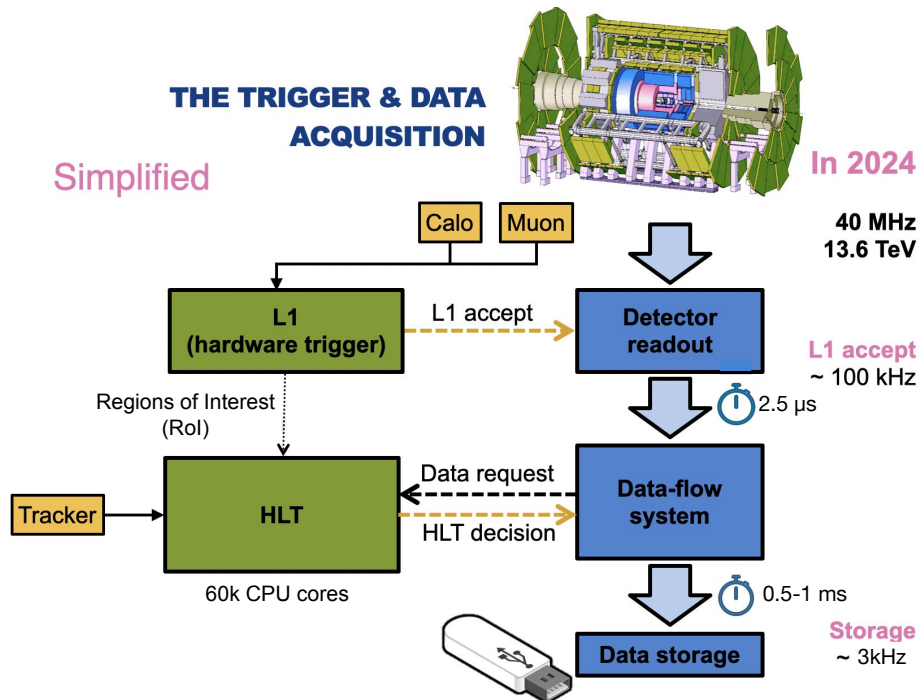 THE TRIGGER & DATA
ACQUISITION
Simplified
In 2024
40 MHz
13.6 TeV
Calo
Muon
L1
(hardware trigger)
L1 accept
Detector
readout
L1 accept
~ 100 kHz
2.5 µs
Regions of Interest
(RoI)
Tracker
HLT
Data request
HLT decision
Data-flow
system
60k CPU cores
0.5-1 ms
Storage
~ 3kHz
Data storage